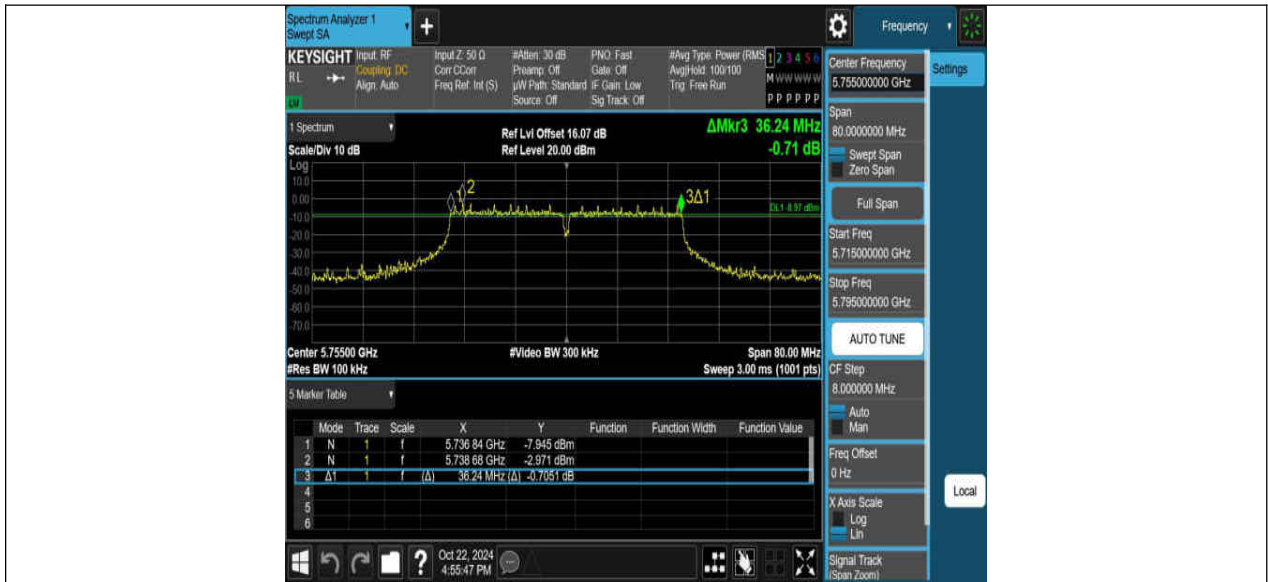 Spectrum Analyzer 1
Swept SA
+
Frequency
KEYSIGHT Input: RF Input Z: 50 Ω #Atten: 30 dB PNO: Fast #Avg Type: Power (RMS 1 2 3 4 5 6
RL Coupling: DC Corr CCorr Preamp: Off Gate: Off Avg|Hold: 100/100 M W W W W W
Align: Auto Freq Ref: Int (S) µW Path: Standard IF Gain: Low Trig: Free Run
Source: Off Sig Track: Off P P P P P P
1 Spectrum
Scale/Div 10 dB
Ref Lvl Offset 16.07 dB
Ref Level 20.00 dBm
ΔMkr3 36.24 MHz
-0.71 dB
Log
10.0
0.00
-10.0
-20.0
-30.0
-40.0
-50.0
-60.0
-70.0
1
2
3Δ1
DL1 -8.97 dBm
Center 5.75500 GHz #Video BW 300 kHz Span 80.00 MHz
#Res BW 100 kHz Sweep 3.00 ms (1001 pts)
5 Marker Table
Mode Trace Scale X Y Function Function Width Function Value
1 N 1 f 5.736 84 GHz -7.945 dBm
2 N 1 f 5.738 68 GHz -2.971 dBm
3 Δ1 1 f (Δ) 36.24 MHz (Δ) -0.7051 dB
4
5
6
? Oct 22, 2024
4:55:47 PM
Center Frequency
5.755000000 GHz
Settings
Span
80.0000000 MHz
Swept Span
Zero Span
Full Span
Start Freq
5.715000000 GHz
Stop Freq
5.795000000 GHz
AUTO TUNE
CF Step
8.000000 MHz
Auto
Man
Freq Offset
0 Hz
X Axis Scale
Log
Lin
Local
Signal Track
(Span Zoom)